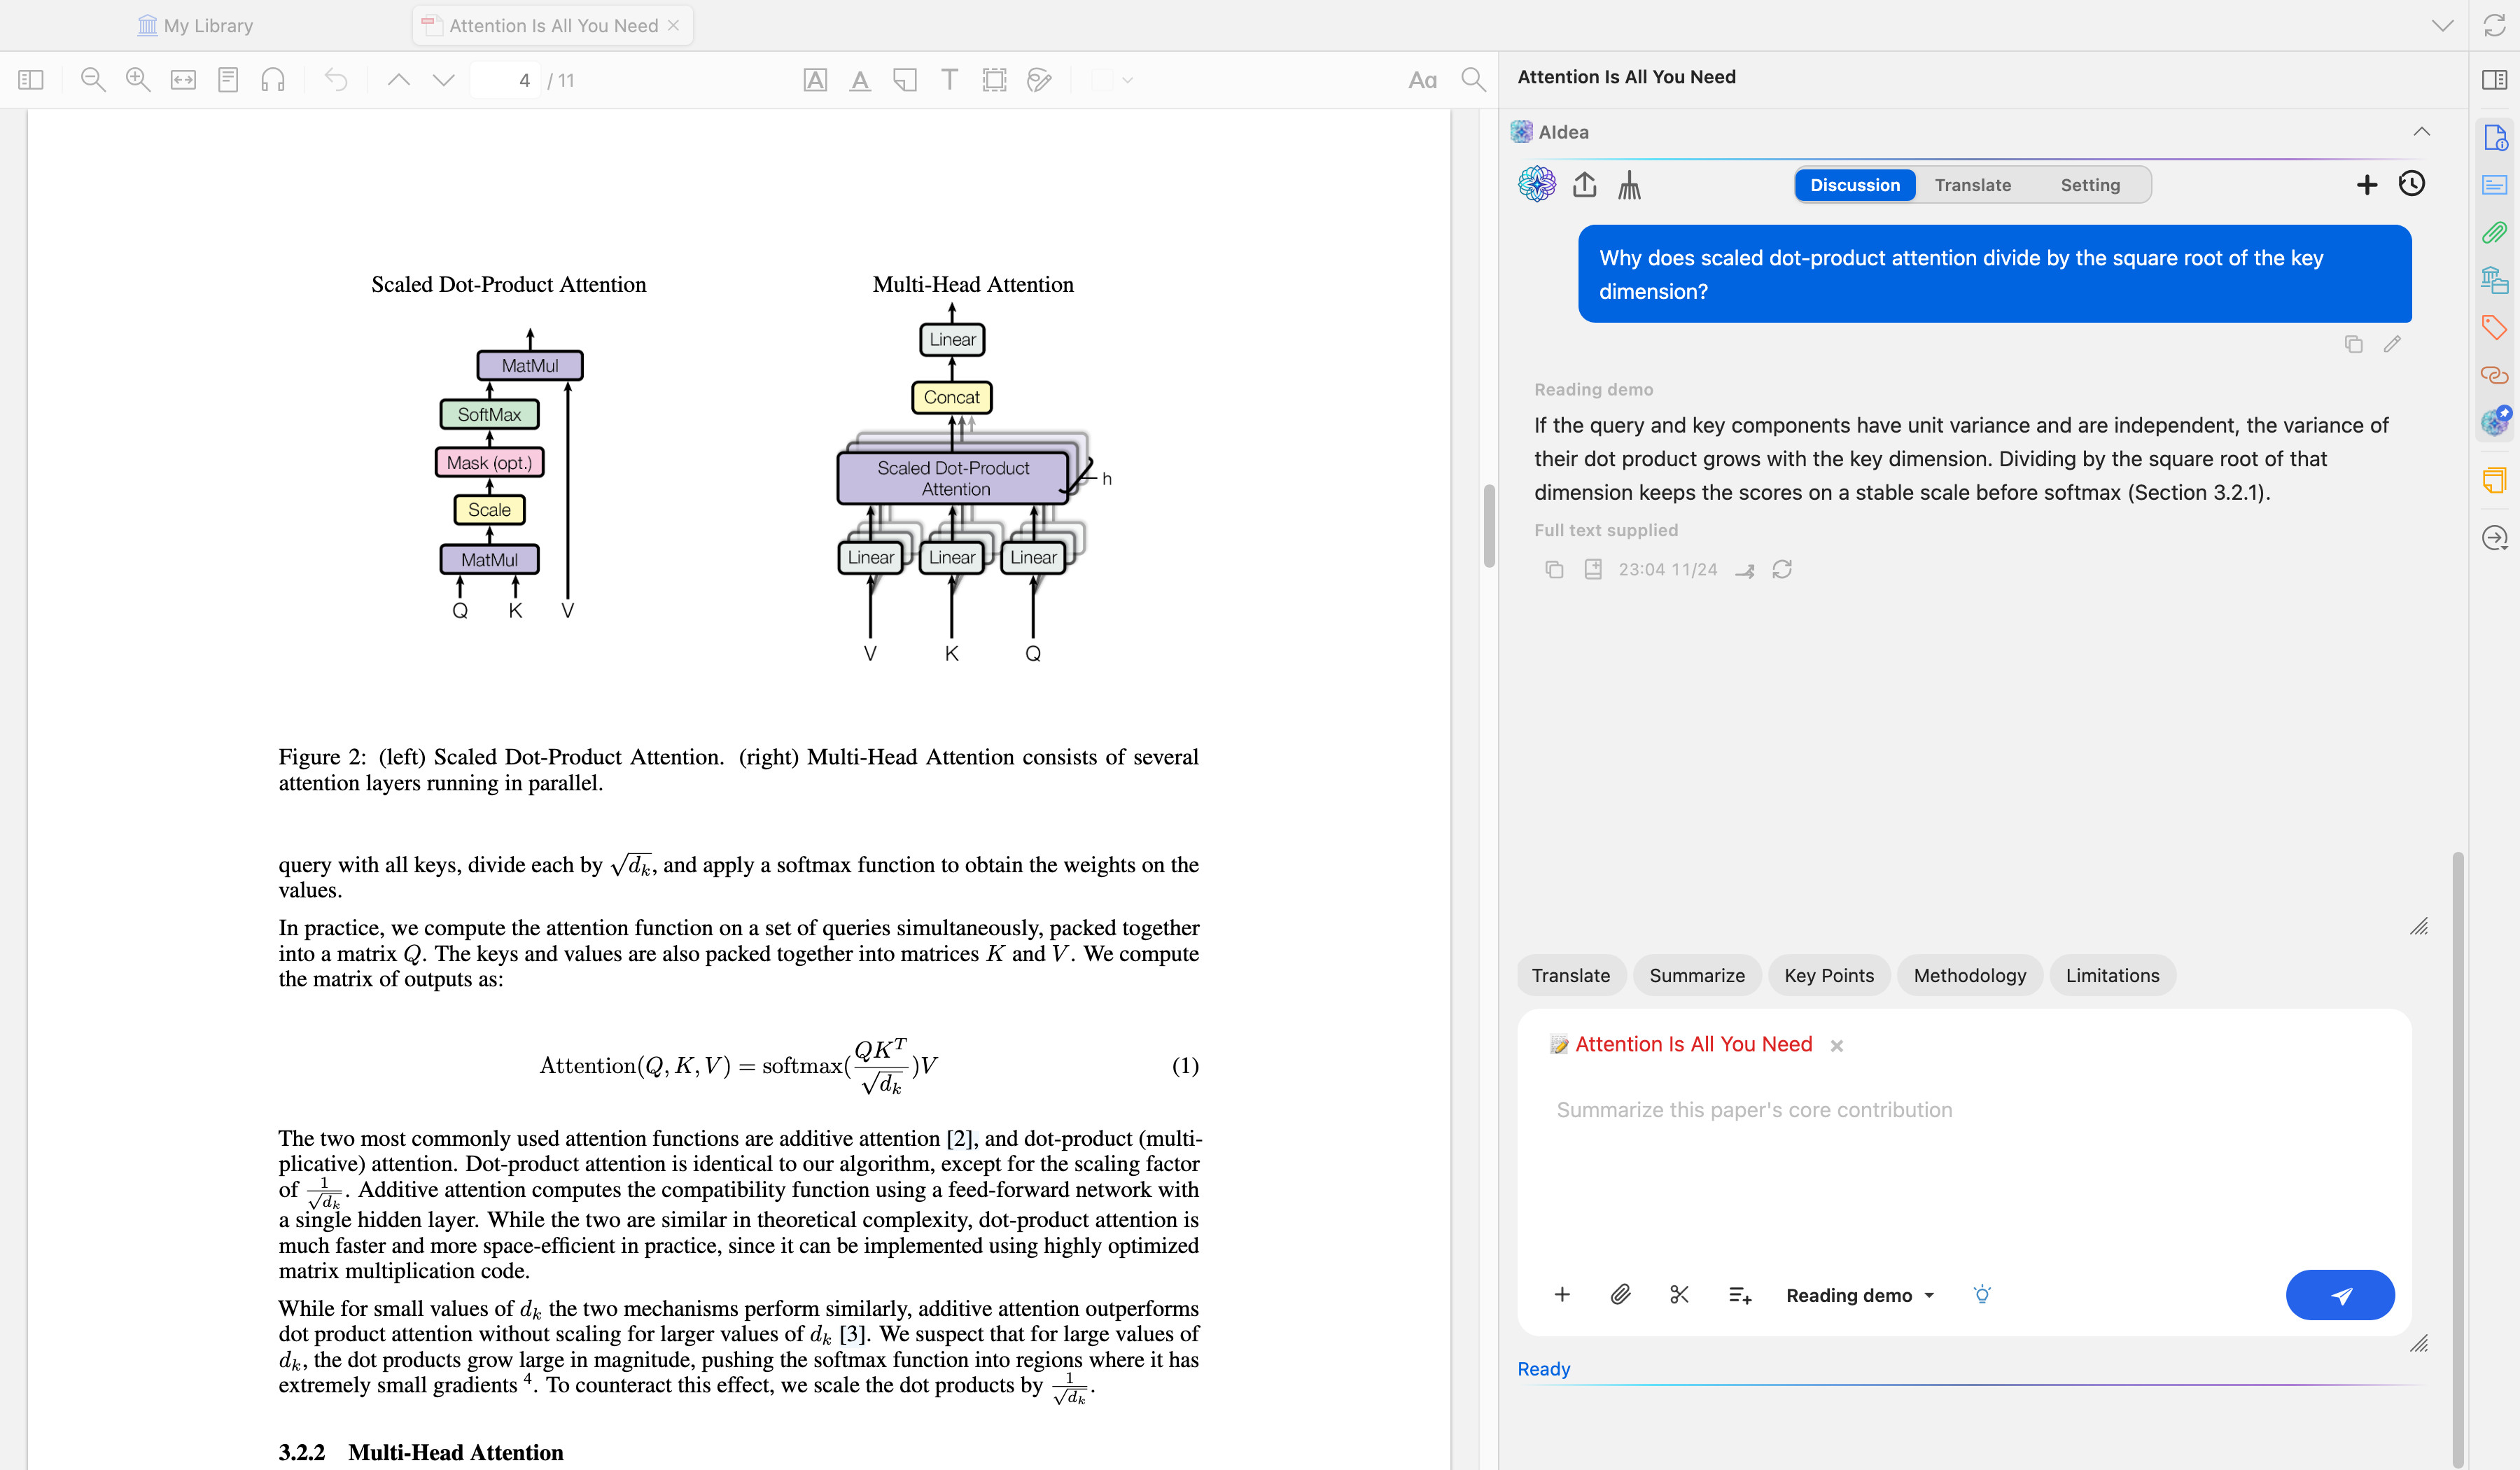 My Library
Attention Is All You Need
4 / 11
Aa
Scaled Dot-Product Attention
MatMul
SoftMax
Mask (opt.)
Scale
MatMul
Q K V
Multi-Head Attention
Linear
Concat
Scaled Dot-Product
Attention
h
Linear Linear Linear
V K Q
Figure 2: (left) Scaled Dot-Product Attention. (right) Multi-Head Attention consists of several
attention layers running in parallel.
query with all keys, divide each by √dk, and apply a softmax function to obtain the weights on the
values.
In practice, we compute the attention function on a set of queries simultaneously, packed together
into a matrix Q. The keys and values are also packed together into matrices K and V. We compute
the matrix of outputs as:
Attention(Q, K, V) = softmax(QK^T/√dk)V (1)
The two most commonly used attention functions are additive attention [2], and dot-product (multi-
plicative) attention. Dot-product attention is identical to our algorithm, except for the scaling factor
of 1/√dk. Additive attention computes the compatibility function using a feed-forward network with
a single hidden layer. While the two are similar in theoretical complexity, dot-product attention is
much faster and more space-efficient in practice, since it can be implemented using highly optimized
matrix multiplication code.
While for small values of dk the two mechanisms perform similarly, additive attention outperforms
dot product attention without scaling for larger values of dk [3]. We suspect that for large values of
dk, the dot products grow large in magnitude, pushing the softmax function into regions where it has
extremely small gradients 4. To counteract this effect, we scale the dot products by 1/√dk.
3.2.2 Multi-Head Attention
Attention Is All You Need
AIdea
Discussion Translate Setting
Why does scaled dot-product attention divide by the square root of the key
dimension?
Reading demo
If the query and key components have unit variance and are independent, the variance of
their dot product grows with the key dimension. Dividing by the square root of that
dimension keeps the scores on a stable scale before softmax (Section 3.2.1).
Full text supplied
23:04 11/24
Translate Summarize Key Points Methodology Limitations
Attention Is All You Need
Summarize this paper's core contribution
Reading demo
Ready